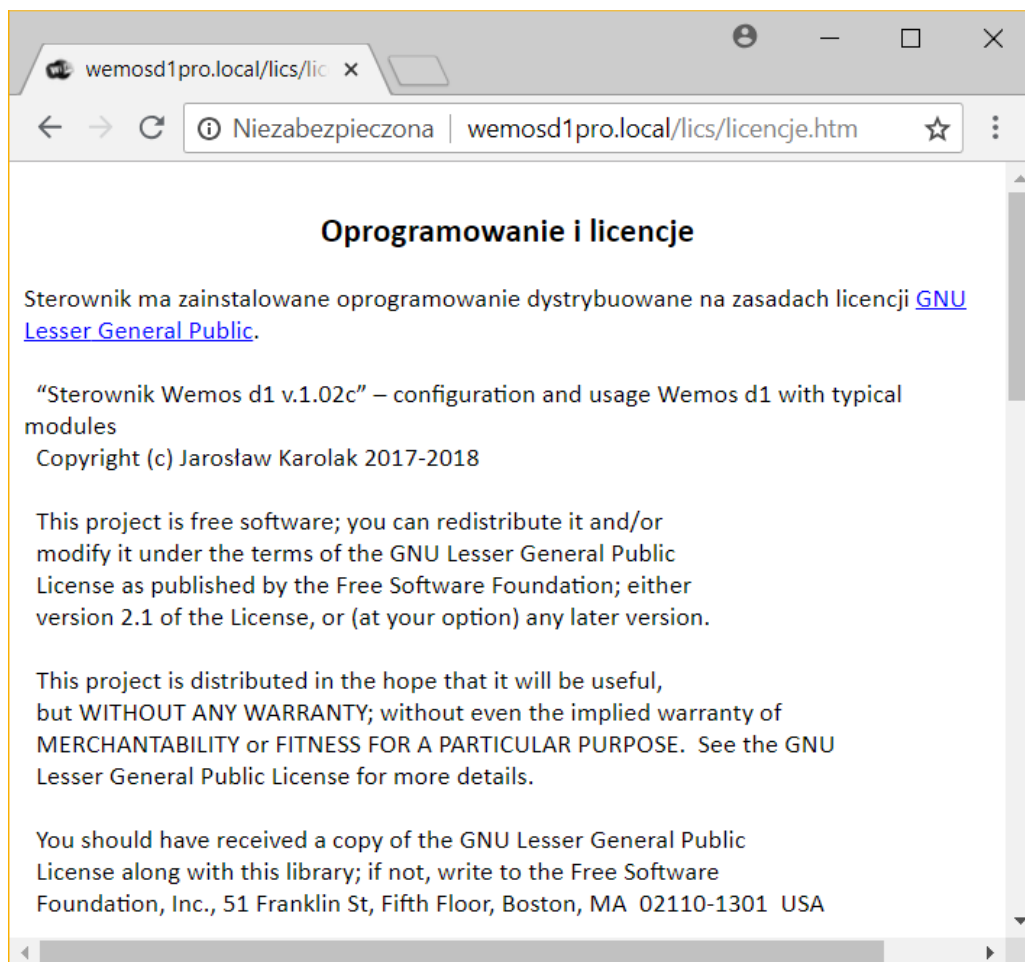 wemosd1pro.local/lics/lic
Niezabezpieczona | wemosd1pro.local/lics/licencje.htm
Oprogramowanie i licencje
Sterownik ma zainstalowane oprogramowanie dystrybuowane na zasadach licencji GNU
Lesser General Public.
“Sterownik Wemos d1 v.1.02c” – configuration and usage Wemos d1 with typical
modules
Copyright (c) Jarosław Karolak 2017-2018
This project is free software; you can redistribute it and/or
modify it under the terms of the GNU Lesser General Public
License as published by the Free Software Foundation; either
version 2.1 of the License, or (at your option) any later version.
This project is distributed in the hope that it will be useful,
but WITHOUT ANY WARRANTY; without even the implied warranty of
MERCHANTABILITY or FITNESS FOR A PARTICULAR PURPOSE.  See the GNU
Lesser General Public License for more details.
You should have received a copy of the GNU Lesser General Public
License along with this library; if not, write to the Free Software
Foundation, Inc., 51 Franklin St, Fifth Floor, Boston, MA  02110-1301  USA